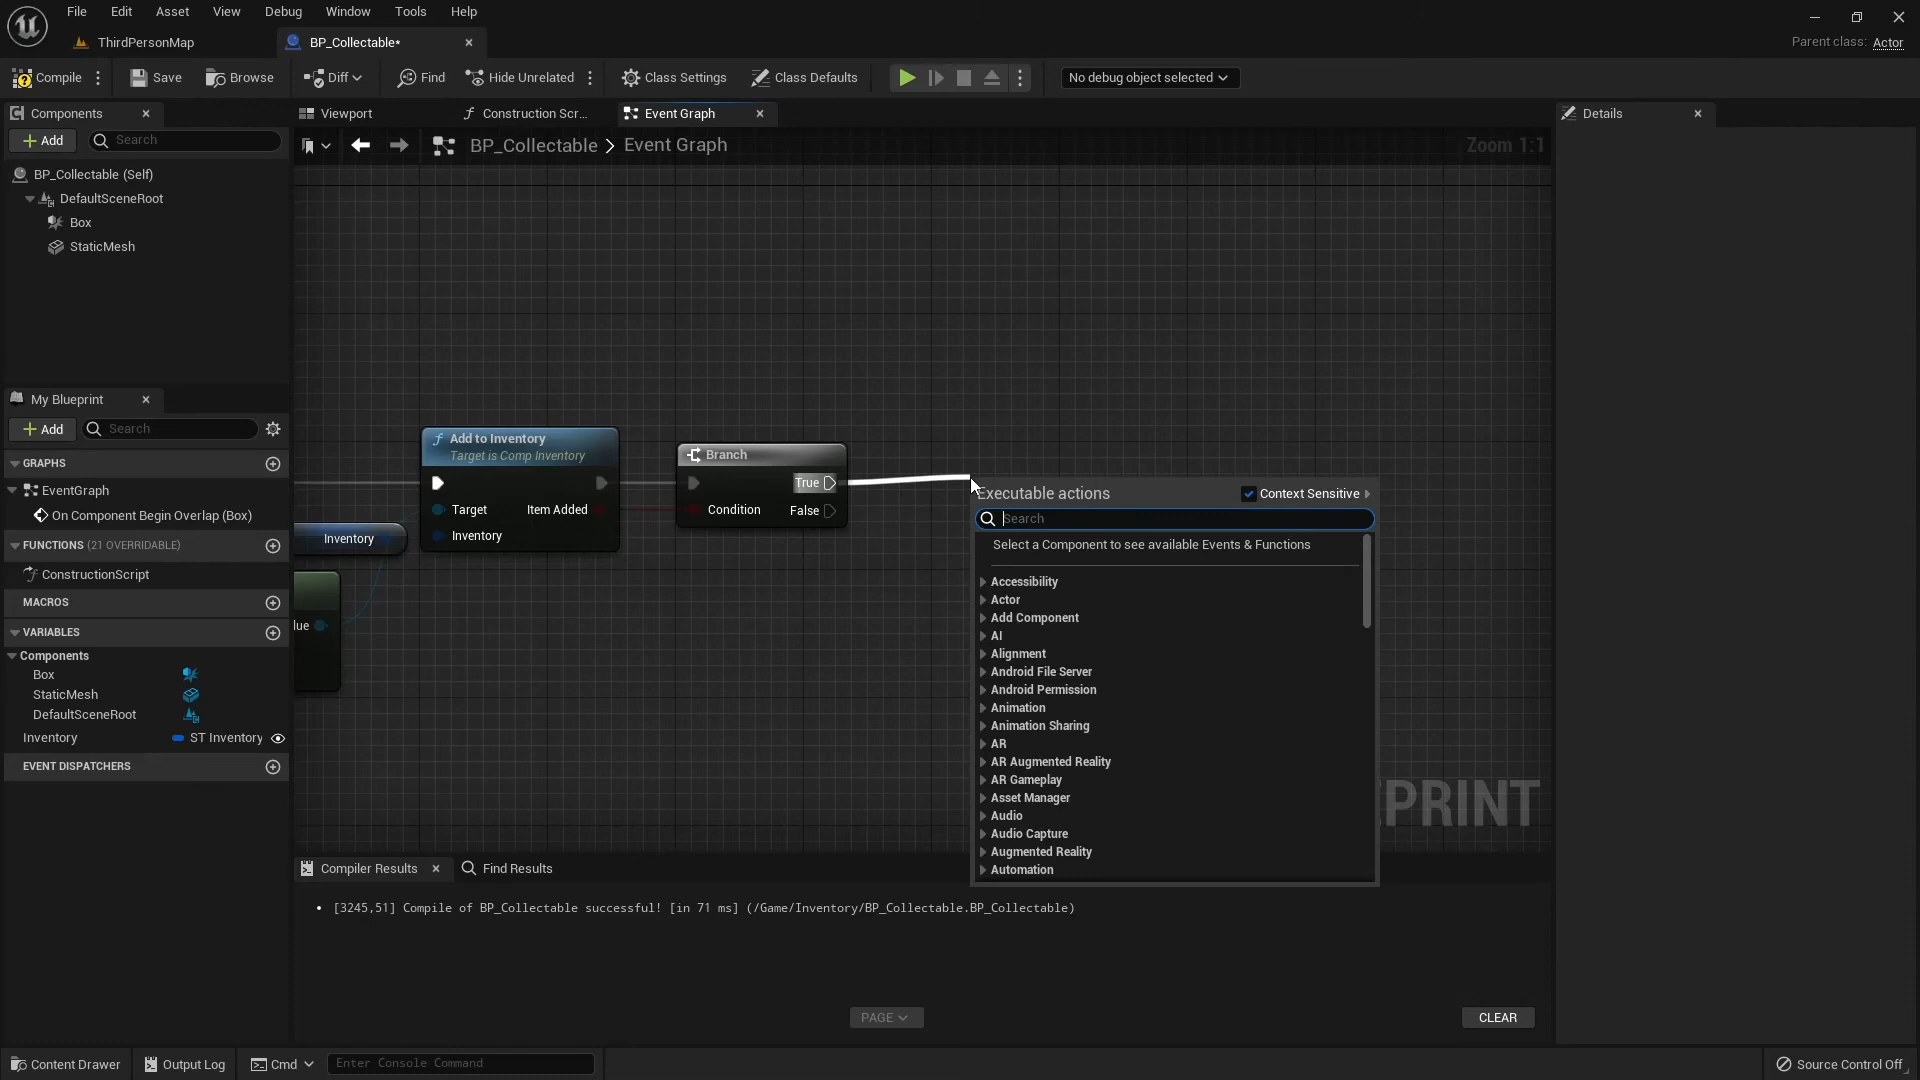 File Edit Asset View Debug Window Tools Help
ThirdPersonMap
BP_Collectable*
Parent class: Actor
Compile
Save
Browse
Diff
Find
Hide Unrelated
Class Settings
Class Defaults
No debug object selected
Components
Viewport
Construction Scr...
Event Graph
Details
Add
Search
BP_Collectable > Event Graph
Zoom 1:1
BP_Collectable (Self)
DefaultSceneRoot
Box
StaticMesh
My Blueprint
Add
Search
GRAPHS
EventGraph
On Component Begin Overlap (Box)
FUNCTIONS (21 OVERRIDABLE)
ConstructionScript
MACROS
VARIABLES
Components
Box
StaticMesh
DefaultSceneRoot
Inventory ST Inventory
EVENT DISPATCHERS
Inventory
lue
Add to Inventory
Target is Comp Inventory
Target Item Added
Inventory
Branch
True
Condition False
Executable actions
Context Sensitive
Search
Select a Component to see available Events & Functions
Accessibility
Actor
Add Component
AI
Alignment
Android File Server
Android Permission
Animation
Animation Sharing
AR
AR Augmented Reality
AR Gameplay
Asset Manager
Audio
Audio Capture
Augmented Reality
Automation
PRINT
Compiler Results
Find Results
• [3245,51] Compile of BP_Collectable successful! [in 71 ms] (/Game/Inventory/BP_Collectable.BP_Collectable)
PAGE
CLEAR
Content Drawer
Output Log
Cmd
Enter Console Command
Source Control Off